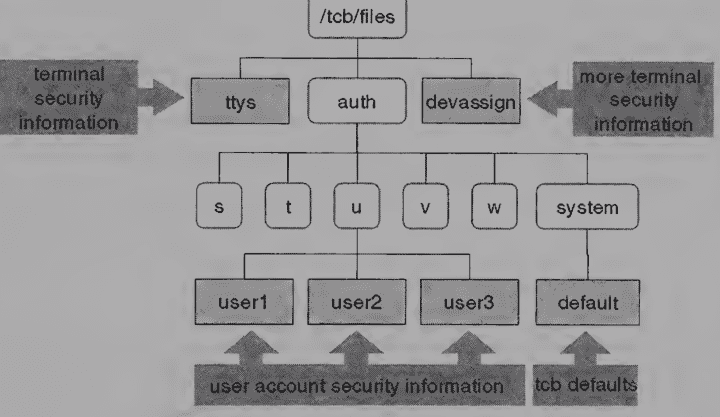 /tcb/files
terminal
security
information
ttys
auth
devassign
more terminal
security
information
s
t
u
v
w
system
user1
user2
user3
default
user account security information
tcb defaults